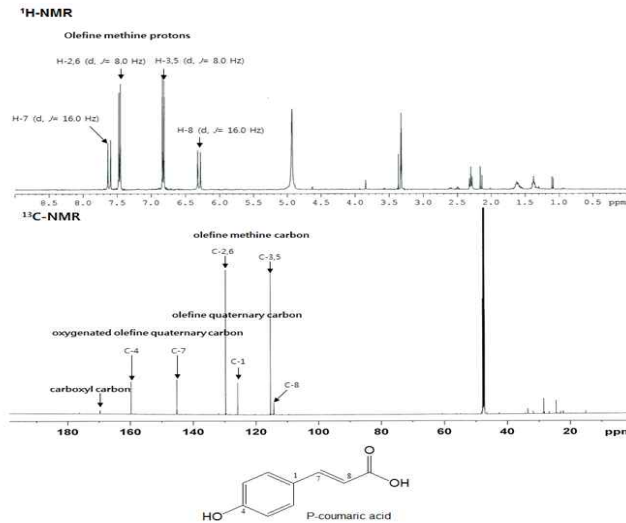 ¹H-NMR
Olefine methine protons
H-2,6 (d, J= 8.0 Hz) H-3,5 (d, J= 8.0 Hz)
H-7 (d, J= 16.0 Hz)
H-8 (d, J= 16.0 Hz)
8.5 8.0 7.5 7.0 6.5 6.0 5.5 5.0 4.5 4.0 3.5 3.0 2.5 2.0 1.5 1.0 0.5 ppm
¹³C-NMR
olefine methine carbon
C-2,6 C-3,5
olefine quaternary carbon
oxygenated olefine quaternary carbon
C-4 C-7 C-1
carboxyl carbon C-8
180 160 140 120 100 80 60 40 20 ppm
O
1 7 8 OH
HO 4
P-coumaric acid